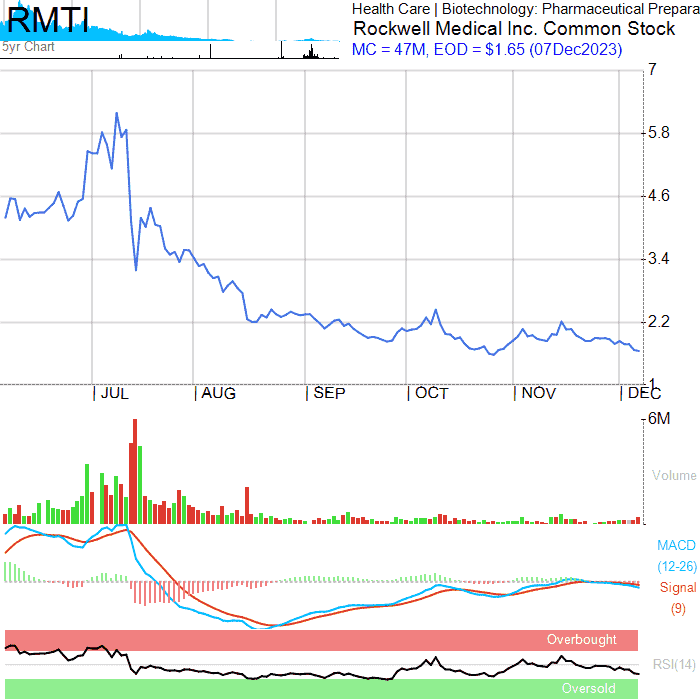 RMTI
5yr Chart
Health Care | Biotechnology: Pharmaceutical Prepara
Rockwell Medical Inc. Common Stock
MC = 47M, EOD = $1.65 (07Dec2023)
7
5.8
4.6
3.4
2.2
1
JUL AUG SEP OCT NOV DEC
6M
Volume
MACD
(12-26)
Signal
(9)
Overbought
RSI(14)
Oversold